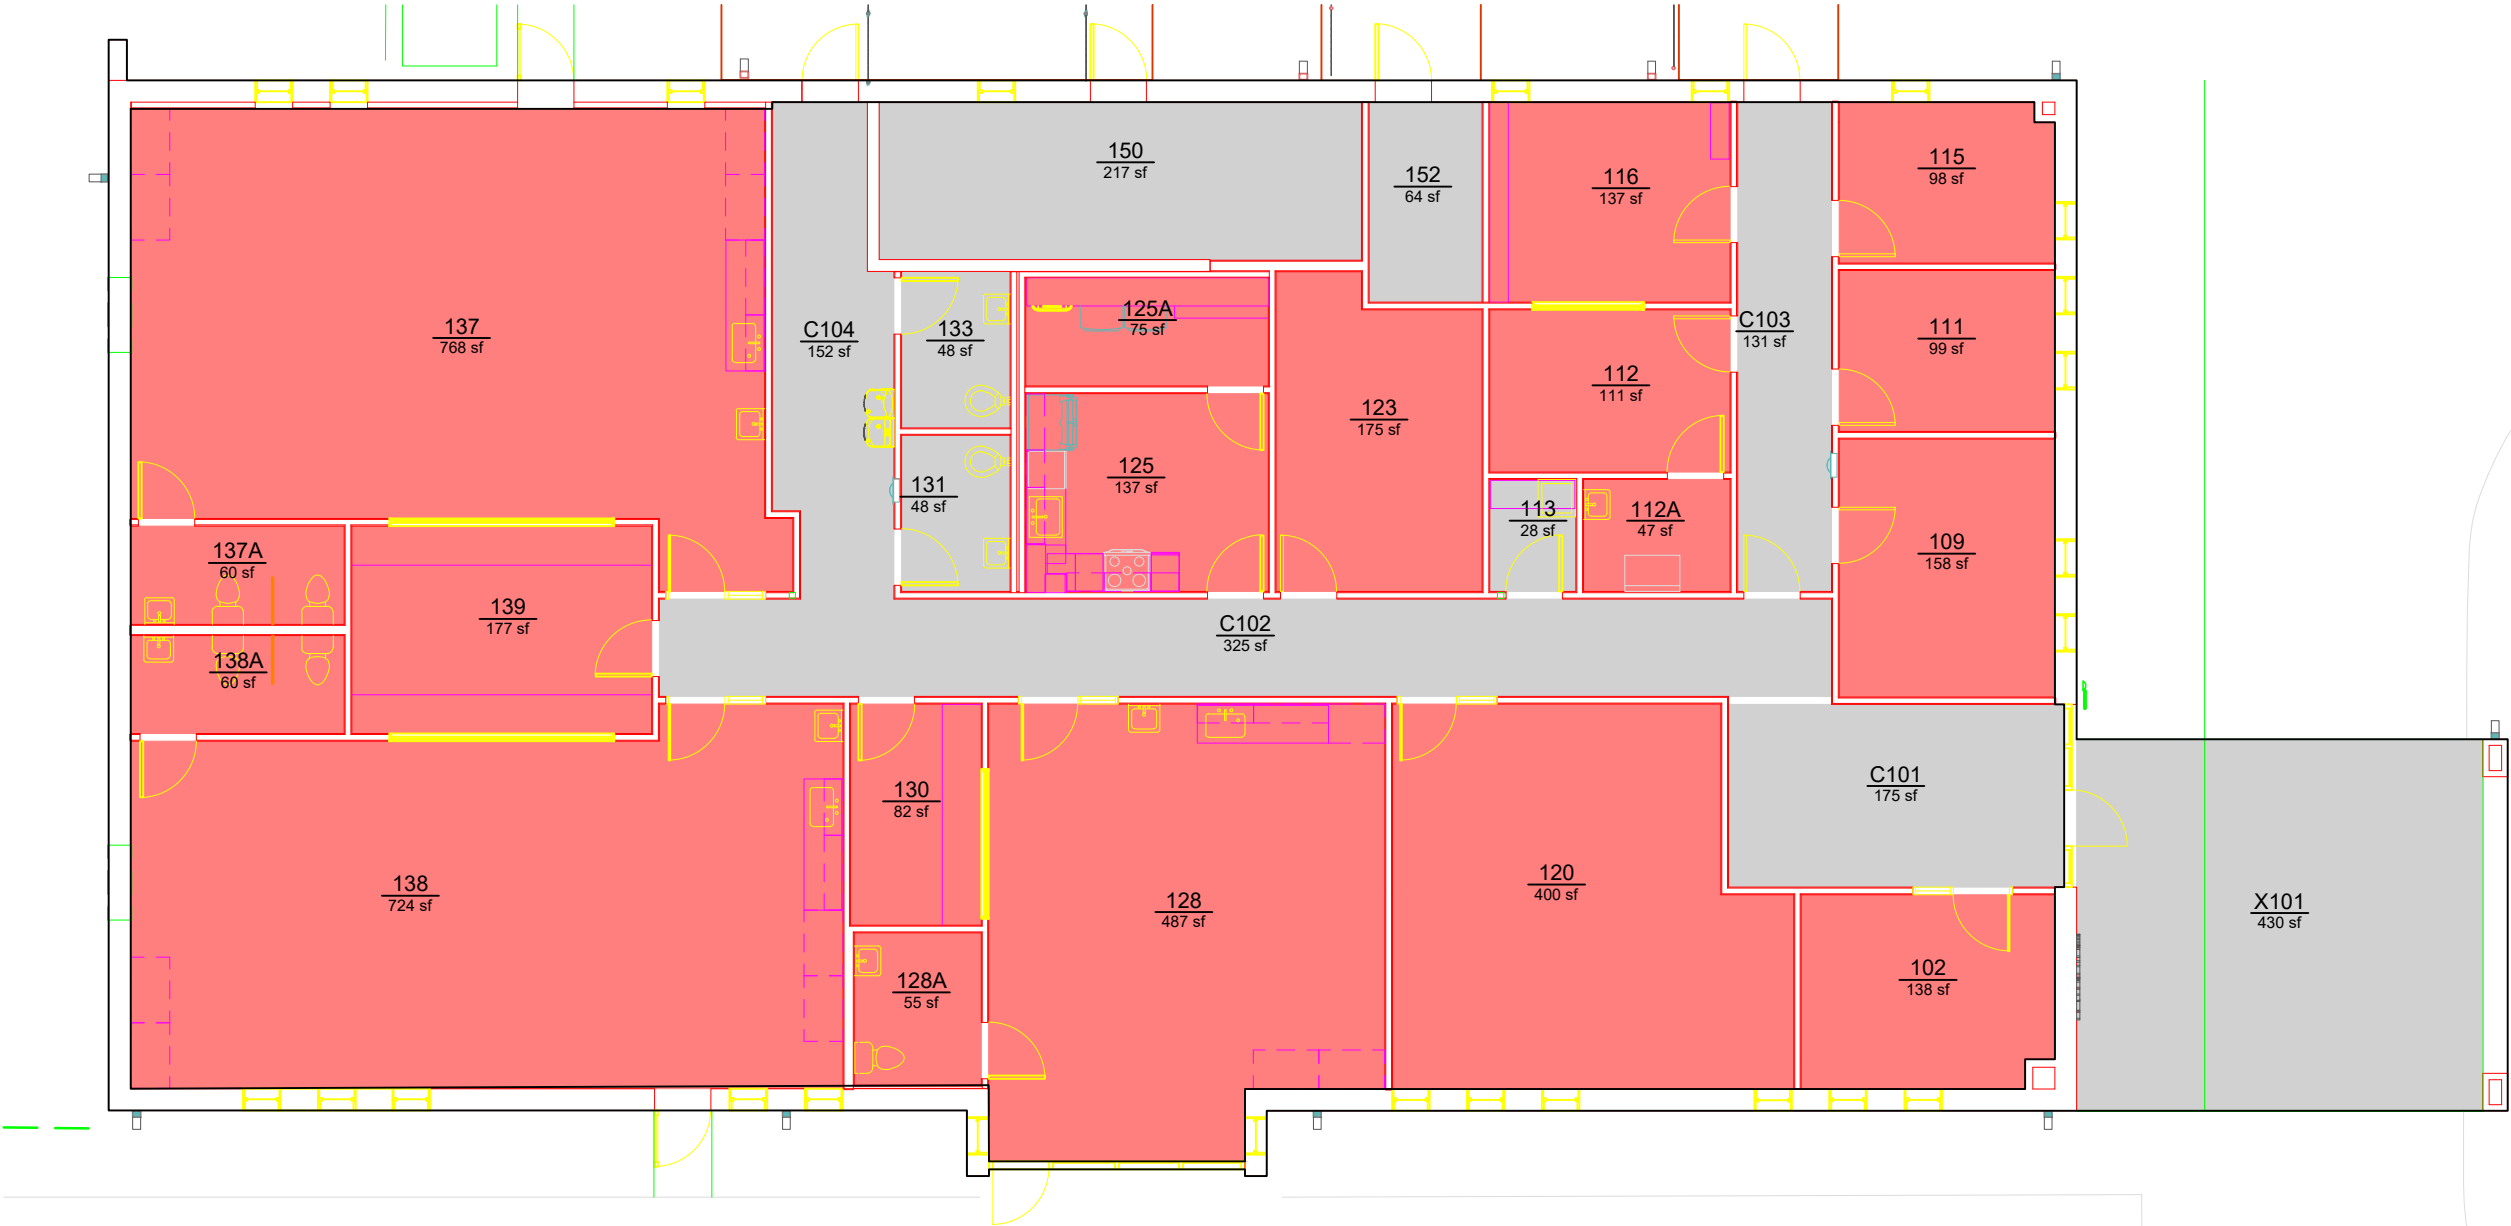 150
217 sf
152
64 sf
116
137 sf
115
98 sf
137
768 sf
C104
152 sf
133
48 sf
125A
75 sf
C103
131 sf
111
99 sf
112
111 sf
123
175 sf
131
48 sf
125
137 sf
113
28 sf
112A
47 sf
109
158 sf
137A
60 sf
139
177 sf
C102
325 sf
138A
60 sf
130
82 sf
C101
175 sf
138
724 sf
128
487 sf
120
400 sf
X101
430 sf
128A
55 sf
102
138 sf